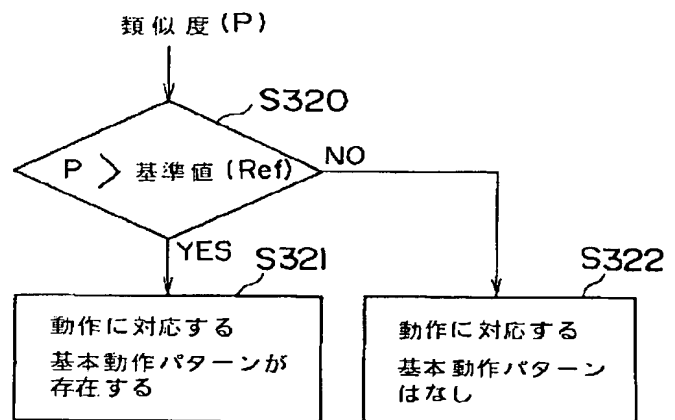 類似度(P)
S320
P > 基準値(Ref)
NO
YES
S321
S322
動作に対応する
基本動作パターンが
存在する
動作に対応する
基本動作パターン
はなし